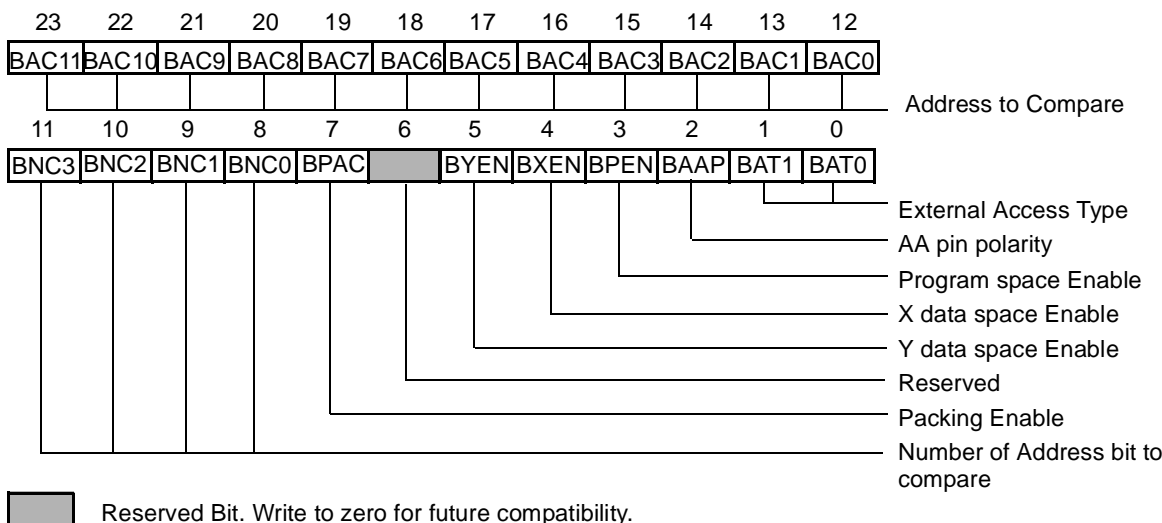 23 22 21 20 19 18 17 16 15 14 13 12
BAC11 BAC10 BAC9 BAC8 BAC7 BAC6 BAC5 BAC4 BAC3 BAC2 BAC1 BAC0
Address to Compare
11 10 9 8 7 6 5 4 3 2 1 0
BNC3 BNC2 BNC1 BNC0 BPAC BYEN BXEN BPEN BAAP BAT1 BAT0
External Access Type
AA pin polarity
Program space Enable
X data space Enable
Y data space Enable
Reserved
Packing Enable
Number of Address bit to
compare
Reserved Bit. Write to zero for future compatibility.